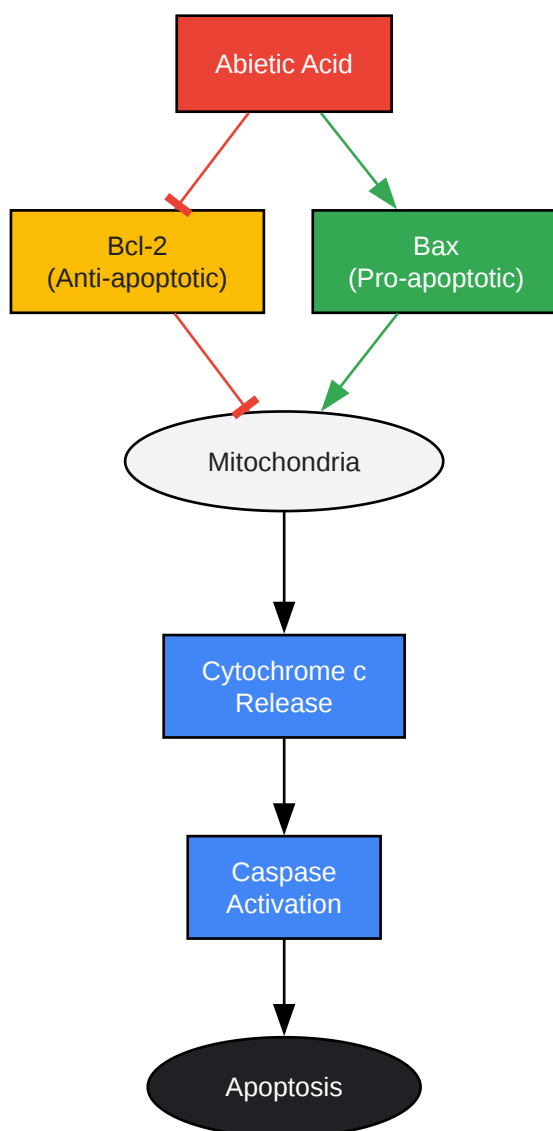 Abietic Acid
Bcl-2
(Anti-apoptotic)
Bax
(Pro-apoptotic)
Mitochondria
Cytochrome c
Release
Caspase
Activation
Apoptosis